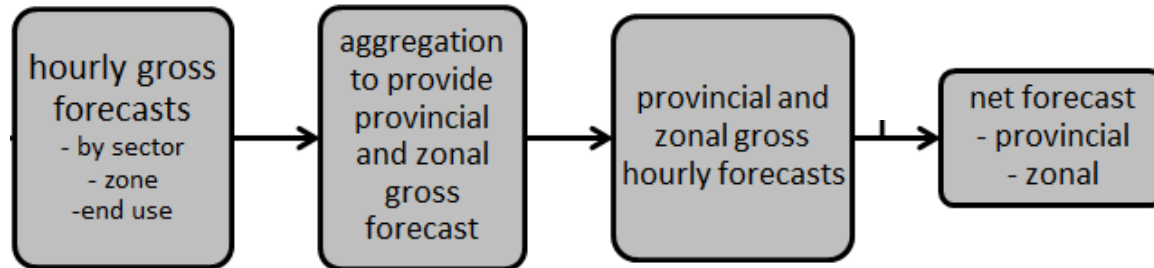 hourly gross
forecasts
- by sector
- zone
-end use
aggregation
to provide
provincial
and zonal
gross
forecast
provincial and
zonal gross
hourly forecasts
net forecast
- provincial
- zonal